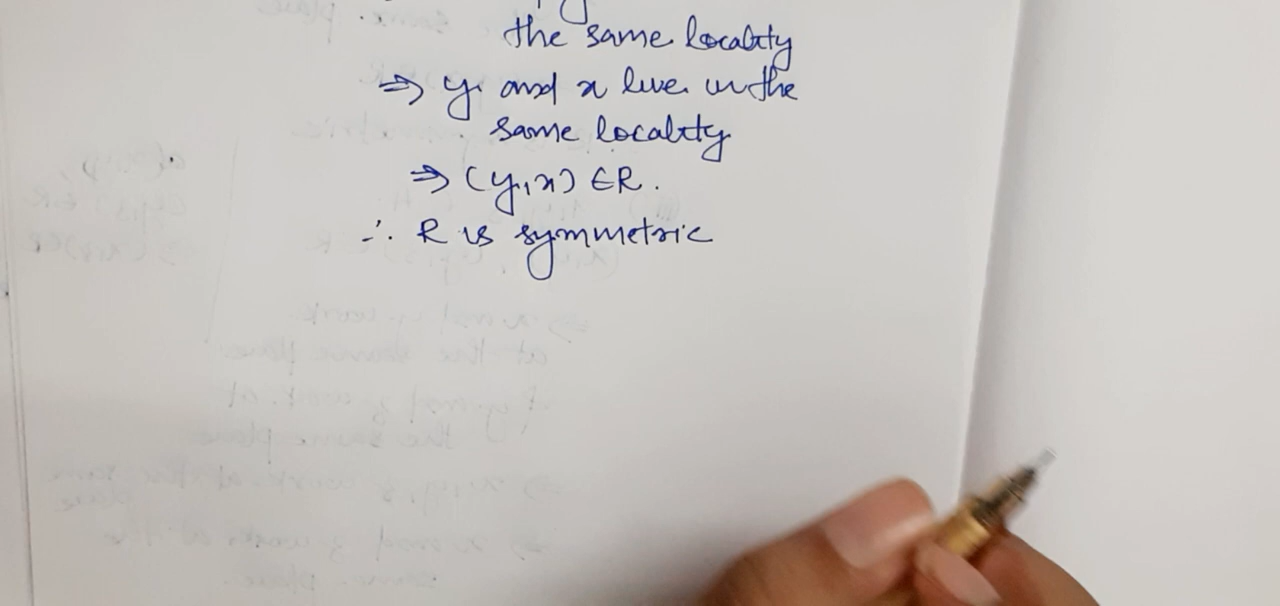 the same locality
⇒ y and x live in the
same locality
⇒ (y,x) ∈R.
∴ R is symmetric